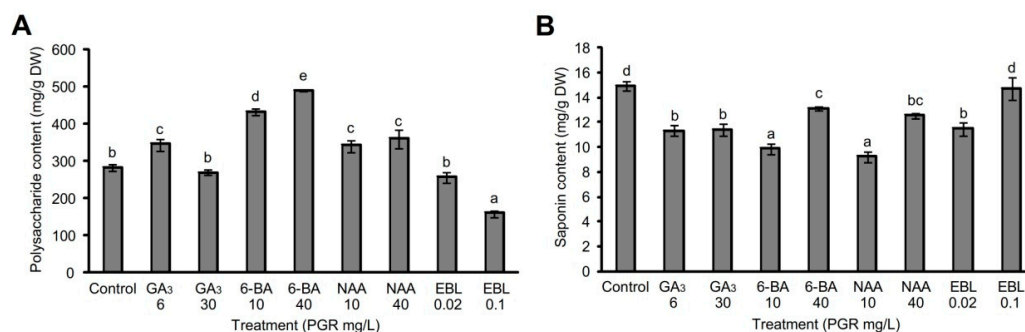 A
Polysaccharide content (mg/g DW)
600
500
400
300
200
100
0
b
c
b
d
e
c
c
b
a
Control GA3 GA3 6-BA 6-BA NAA NAA EBL EBL
6 30 10 40 10 40 0.02 0.1
Treatment (PGR mg/L)
B
Saponin content (mg/g DW)
18
16
14
12
10
8
6
4
2
0
d
b
b
a
c
a
bc
b
d
Control GA3 GA3 6-BA 6-BA NAA NAA EBL EBL
6 30 10 40 10 40 0.02 0.1
Treatment (PGR mg/L)